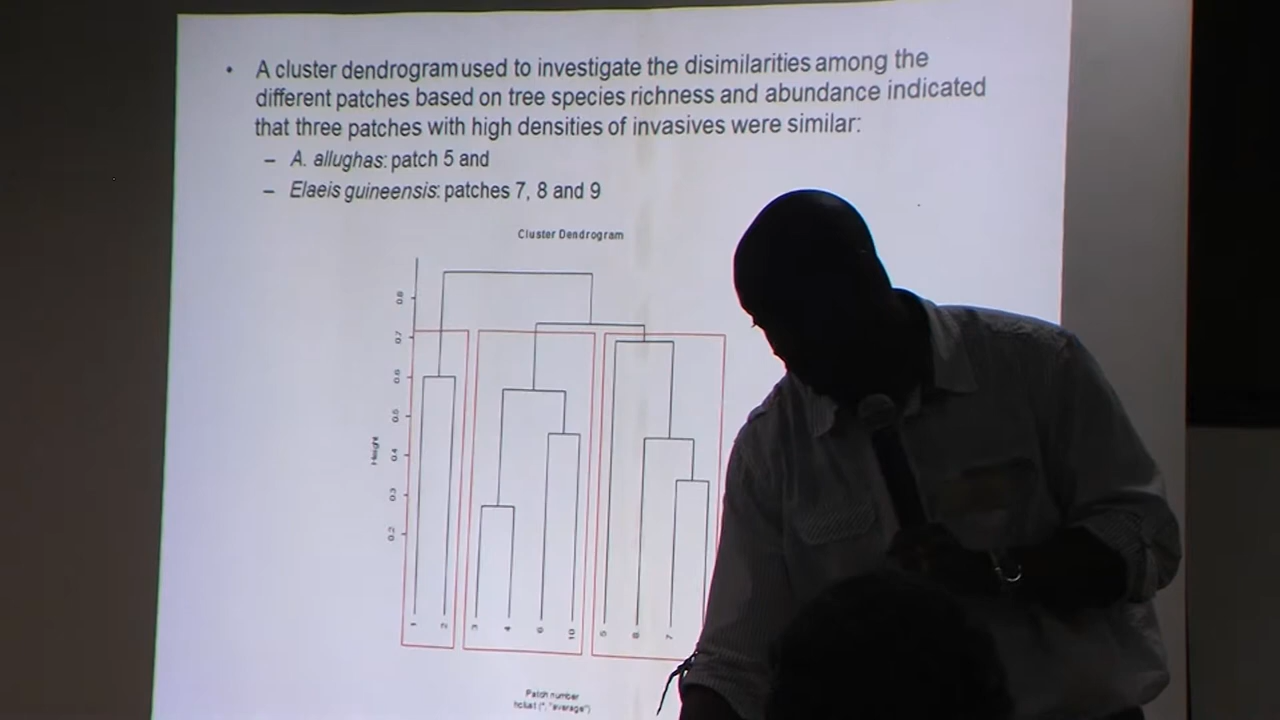 • A cluster dendrogram used to investigate the disimilarities among the
different patches based on tree species richness and abundance indicated
that three patches with high densities of invasives were similar:
– A. allughas: patch 5 and
– Elaeis guineensis: patches 7, 8 and 9
Cluster Dendrogram
0.8
0.7
0.6
0.5
0.4
0.3
0.2
Height
1 2 3 4 6 10 5 8 7
Patch number
hclust (*, "average")